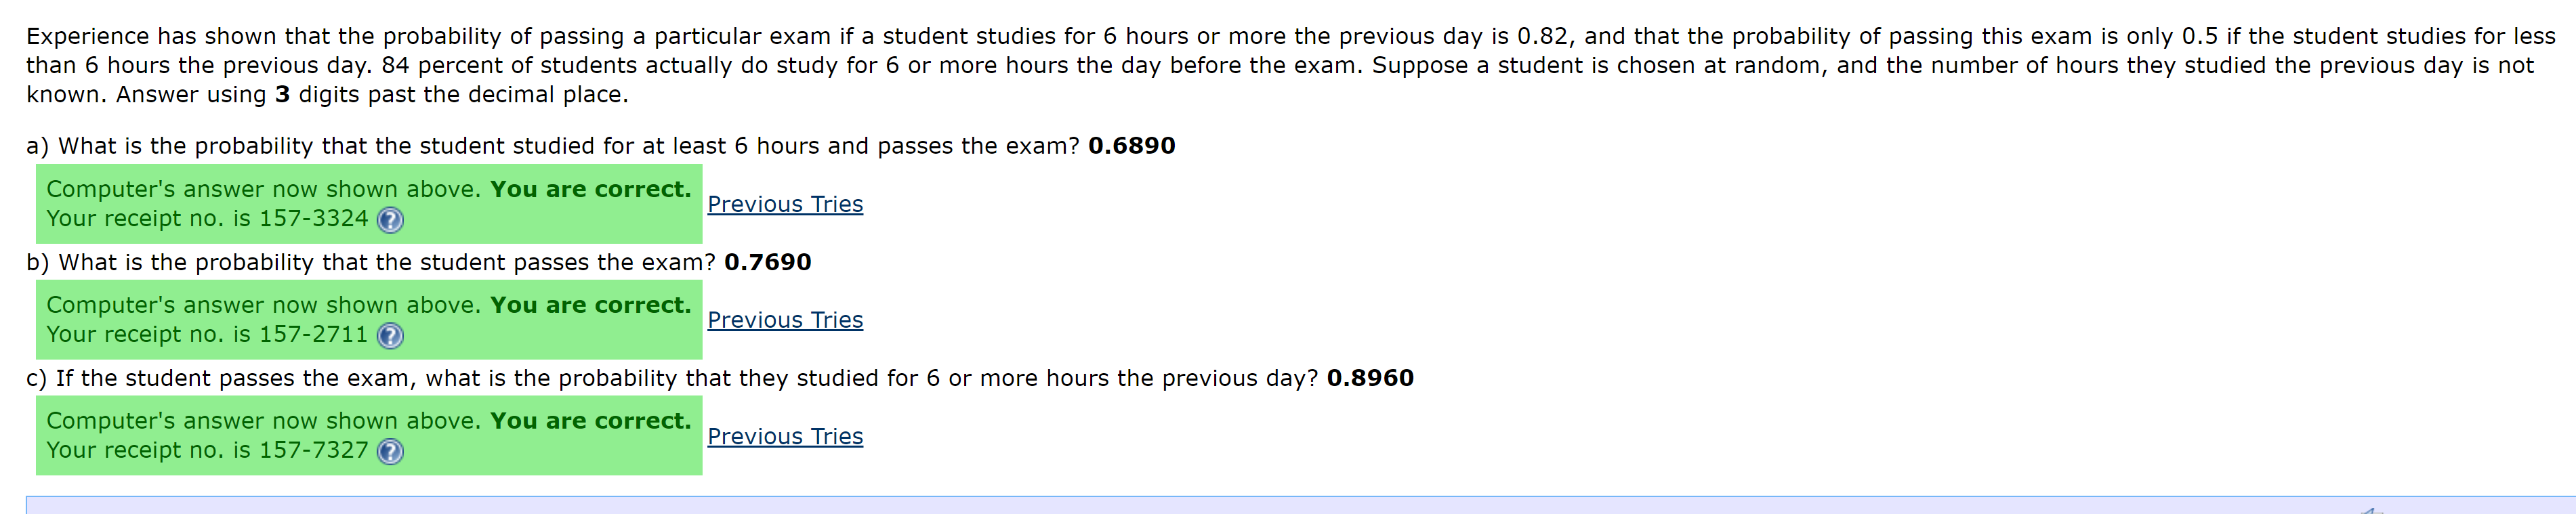 Experience has shown that the probability of passing a particular exam if a student studies for 6 hours or more the previous day is 0.82, and that the probability of passing this exam is only 0.5 if the student studies for less
than 6 hours the previous day. 84 percent of students actually do study for 6 or more hours the day before the exam. Suppose a student is chosen at random, and the number of hours they studied the previous day is not
known. Answer using 3 digits past the decimal place.
a) What is the probability that the student studied for at least 6 hours and passes the exam? 0.6890
Computer's answer now shown above. You are correct.
Your receipt no. is 157-3324 ?
Previous Tries
b) What is the probability that the student passes the exam? 0.7690
Computer's answer now shown above. You are correct.
Your receipt no. is 157-2711 ?
Previous Tries
c) If the student passes the exam, what is the probability that they studied for 6 or more hours the previous day? 0.8960
Computer's answer now shown above. You are correct.
Your receipt no. is 157-7327 ?
Previous Tries